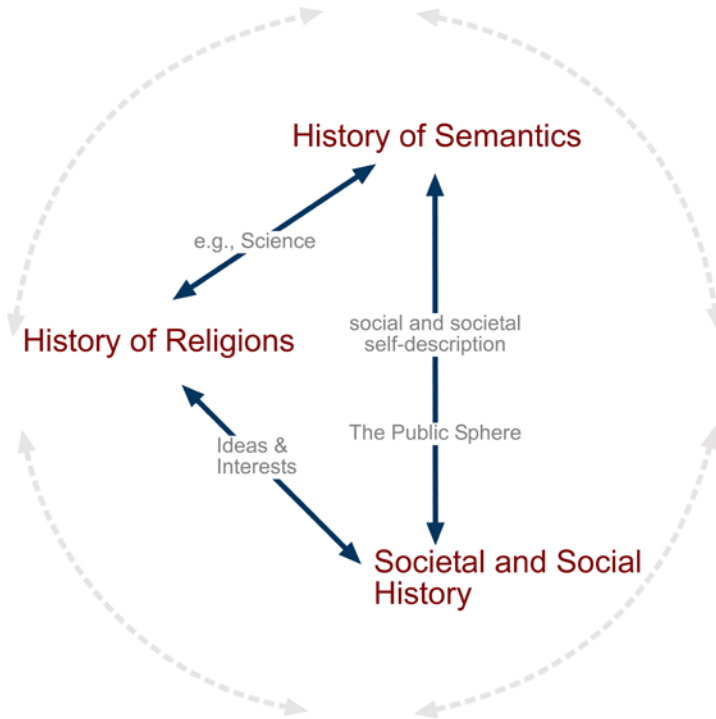 History of Semantics
e.g., Science
social and societal
self-description
History of Religions
The Public Sphere
Ideas &
Interests
Societal and Social
History